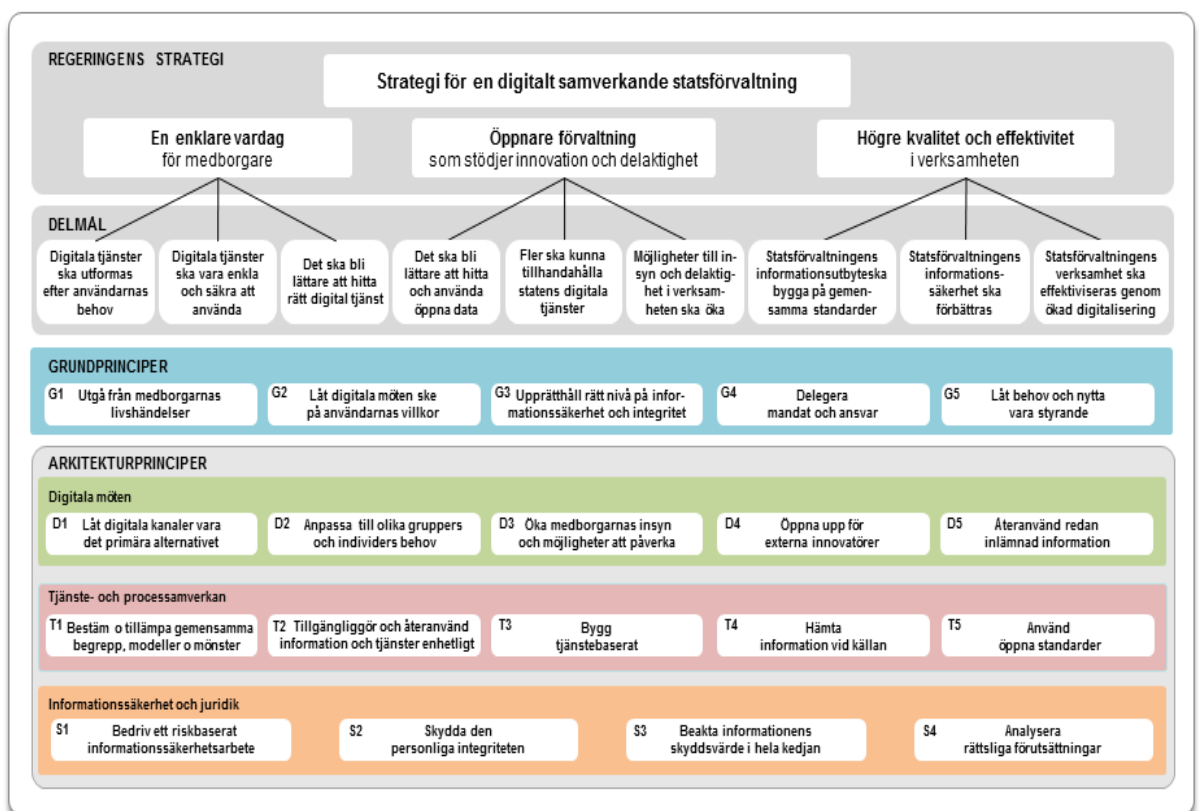 REGERINGENS STRATEGI
Strategi för en digitalt samverkande statsförvaltning
En enklare vardag
för medborgare
Öppnare förvaltning
som stödjer innovation och delaktighet
Högre kvalitet och effektivitet
i verksamheten
DELMÅL
Digitala tjänster
ska utformas
efter användarnas
behov
Digitala tjänster
ska vara enkla
och säkra att
använda
Det ska bli
lättare att hitta
rätt digital tjänst
Det ska bli
lättare att hitta
och använda
öppna data
Fler ska kunna
tillhandahålla
statens digitala
tjänster
Möjligheter till in-
syn och delaktig-
het i verksam-
heten ska öka
Statsförvaltningens
informationsutbyteska
bygga på gemen-
samma standarder
Statsförvaltningens
informations-
säkerhet ska
förbättras
Statsförvaltningens
verksamhet ska
effektiviseras genom
ökad digitalisering
GRUNDPRINCIPER
G1 Utgå från medborgarnas
livshändelser
G2 Låt digitala möten ske
på användarnas villkor
G3 Upprätthåll rätt nivå på infor-
mationssäkerhet och integritet
G4 Delegera
mandat och ansvar
G5 Låt behov och nytta
vara styrande
ARKITEKTURPRINCIPER
Digitala möten
D1 Låt digitala kanaler vara
det primära alternativet
D2 Anpassa till olika gruppers
och individers behov
D3 Öka medborgarnas insyn
och möjligheter att påverka
D4 Öppna upp för
externa innovatörer
D5 Återanvänd redan
inlämnad information
Tjänste- och processamverkan
T1 Bestäm o tillämpa gemensamma
begrepp, modeller o mönster
T2 Tillgängliggör och återanvänd
information och tjänster enhetligt
T3 Bygg
tjänstebaserat
T4 Hämta
information vid källan
T5 Använd
öppna standarder
Informationssäkerhet och juridik
S1 Bedriv ett riskbaserat
informationssäkerhetsarbete
S2 Skydda den
personliga integriteten
S3 Beakta informationens
skyddsvärde i hela kedjan
S4 Analysera
rättsliga förutsättningar